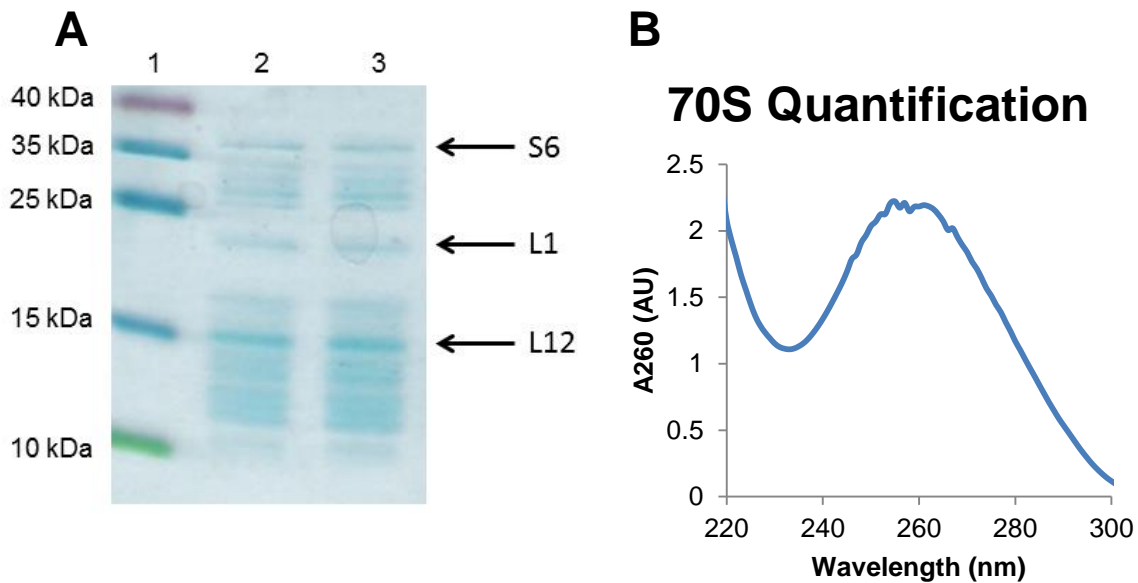 A
1 2 3
40 kDa
35 kDa
25 kDa
15 kDa
10 kDa
S6
L1
L12
B
70S Quantification
A260 (AU)
2.5
2
1.5
1
0.5
0
220 240 260 280 300
Wavelength (nm)